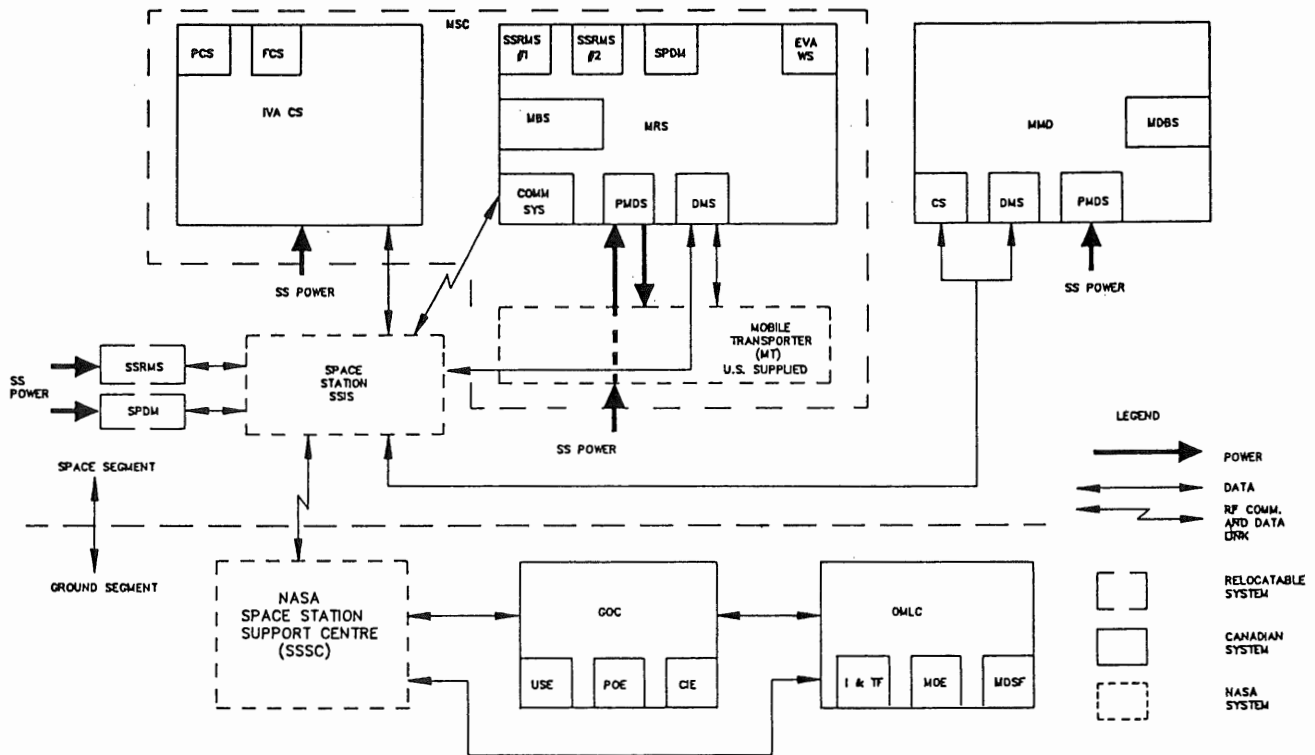 MSC
PCS
FCS
IVA CS
SS POWER
SSRMS
#1
SSRMS
#2
SPDM
EVA
WS
MBS
MRS
COMM
SYS
PMDS
DMS
MMD
MDBS
CS
DMS
PMDS
SS POWER
MOBILE
TRANSPORTER
(MT)
U.S. SUPPLIED
SS POWER
SS
POWER
SSRMS
SPDM
SPACE
STATION
SSIS
SPACE SEGMENT
GROUND SEGMENT
NASA
SPACE STATION
SUPPORT CENTRE
(SSSC)
GOC
USE
POE
CIE
OMLC
I & TF
MOE
MDSF
LEGEND
POWER
DATA
RF COMM.
AND DATA
LINK
RELOCATABLE
SYSTEM
CANADIAN
SYSTEM
NASA
SYSTEM